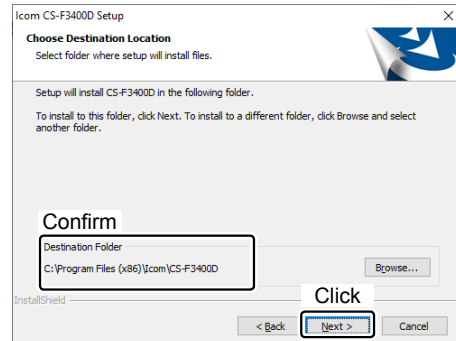 Icom CS-F3400D Setup
Choose Destination Location
Select folder where setup will install files.
Setup will install CS-F3400D in the following folder.
To install to this folder, click Next. To install to a different folder, click Browse and select
another folder.
Confirm
Destination Folder
C:\Program Files (x86)\Icom\CS-F3400D
Browse...
InstallShield
Click
< Back
Next >
Cancel